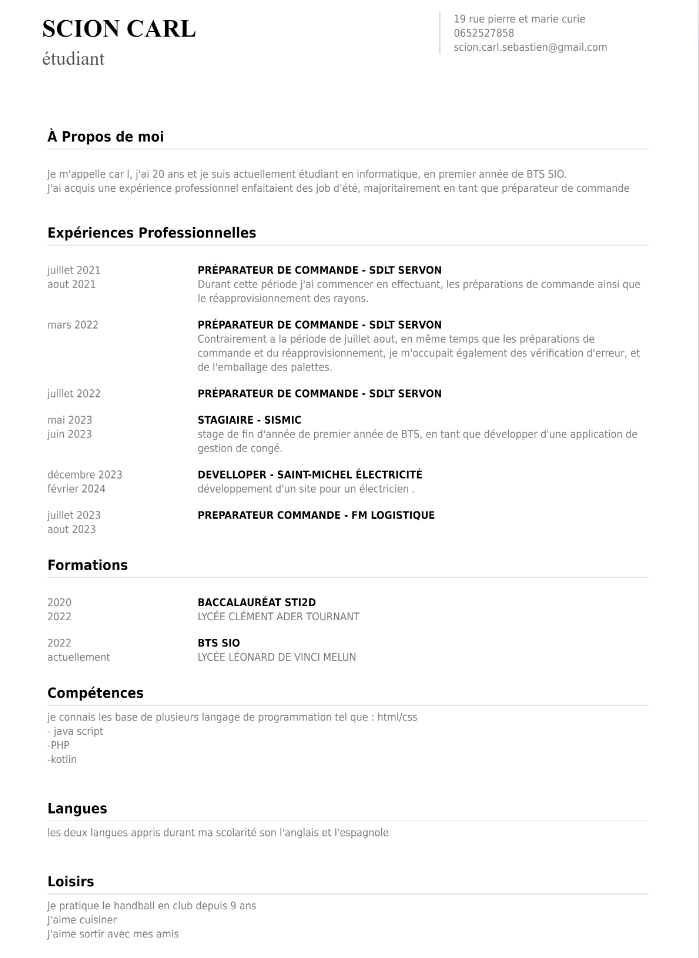 SCION CARL
étudiant
19 rue pierre et marie curie
0652527858
scion.carl.sebastien@gmail.com
À Propos de moi
Je m'appelle car l, j'ai 20 ans et je suis actuellement étudiant en informatique, en premier année de BTS SIO.
J'ai acquis une expérience professionnel enfaitaient des job d'été, majoritairement en tant que préparateur de commande
Expériences Professionnelles
juillet 2021
aout 2021
PRÉPARATEUR DE COMMANDE - SDLT SERVON
Durant cette période j'ai commencer en effectuant, les préparations de commande ainsi que
le réapprovisionnement des rayons.
mars 2022
PRÉPARATEUR DE COMMANDE - SDLT SERVON
Contrairement a la période de juillet aout, en même temps que les préparations de
commande et du réapprovisionnement, je m'occupait également des vérification d'erreur, et
de l'emballage des palettes.
juillet 2022
PRÉPARATEUR DE COMMANDE - SDLT SERVON
mai 2023
juin 2023
STAGIAIRE - SISMIC
stage de fin d'année de premier année de BTS, en tant que développer d'une application de
gestion de congé.
décembre 2023
février 2024
DEVELLOPER - SAINT-MICHEL ÉLECTRICITÉ
développement d'un site pour un électricien .
juillet 2023
aout 2023
PREPARATEUR COMMANDE - FM LOGISTIQUE
Formations
2020
2022
BACCALAURÉAT STI2D
LYCÉE CLÉMENT ADER TOURNANT
2022
actuellement
BTS SIO
LYCÉE LÉONARD DE VINCI MELUN
Compétences
je connais les base de plusieurs langage de programmation tel que : html/css
- java script
-PHP
-kotlin
Langues
les deux langues appris durant ma scolarité son l'anglais et l'espagnole
Loisirs
Je pratique le handball en club depuis 9 ans
J'aime cuisiner
J'aime sortir avec mes amis